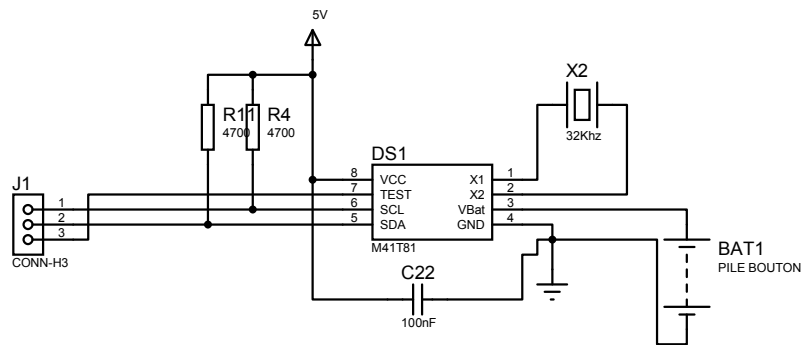 5V
X2
32Khz
R11
4700
R4
4700
DS1
8
VCC
X1
1
7
TEST
X2
2
6
SCL
VBat
3
5
SDA
GND
4
M41T81
J1
1
2
3
CONN-H3
C22
100nF
BAT1
PILE BOUTON